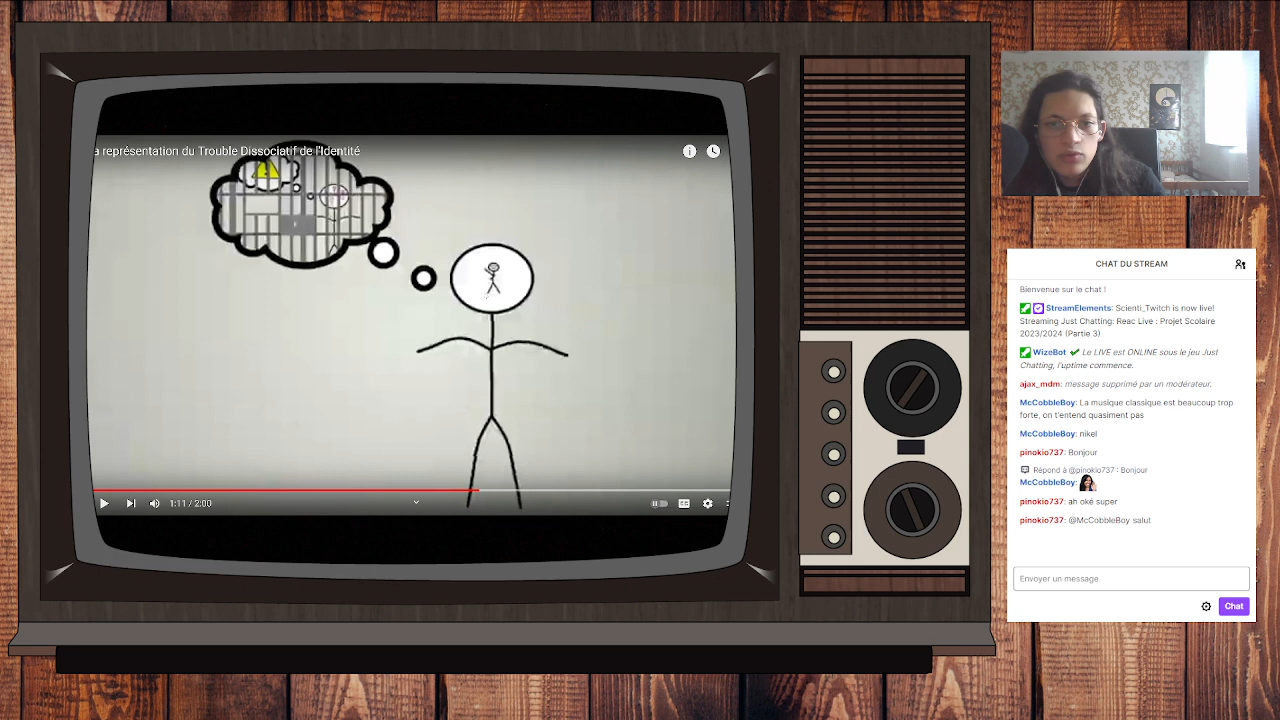 a représentation du Trouble Dissociatif de l'Identité
1:11 / 2:00
CHAT DU STREAM
Bienvenue sur le chat !
StreamElements: Scienti_Twitch is now live!
Streaming Just Chatting: Reac Live : Projet Scolaire
2023/2024 (Partie 3)
WizeBot ✔ Le LIVE est ONLINE sous le jeu Just
Chatting, l'uptime commence.
ajax_mdm: message supprimé par un modérateur.
McCobbleBoy: La musique classique est beaucoup trop
forte, on t'entend quasiment pas
McCobbleBoy: nikel
pinokio737: Bonjour
Répond à @pinokio737 : Bonjour
McCobbleBoy:
pinokio737: ah oké super
pinokio737: @McCobbleBoy salut
Envoyer un message
Chat